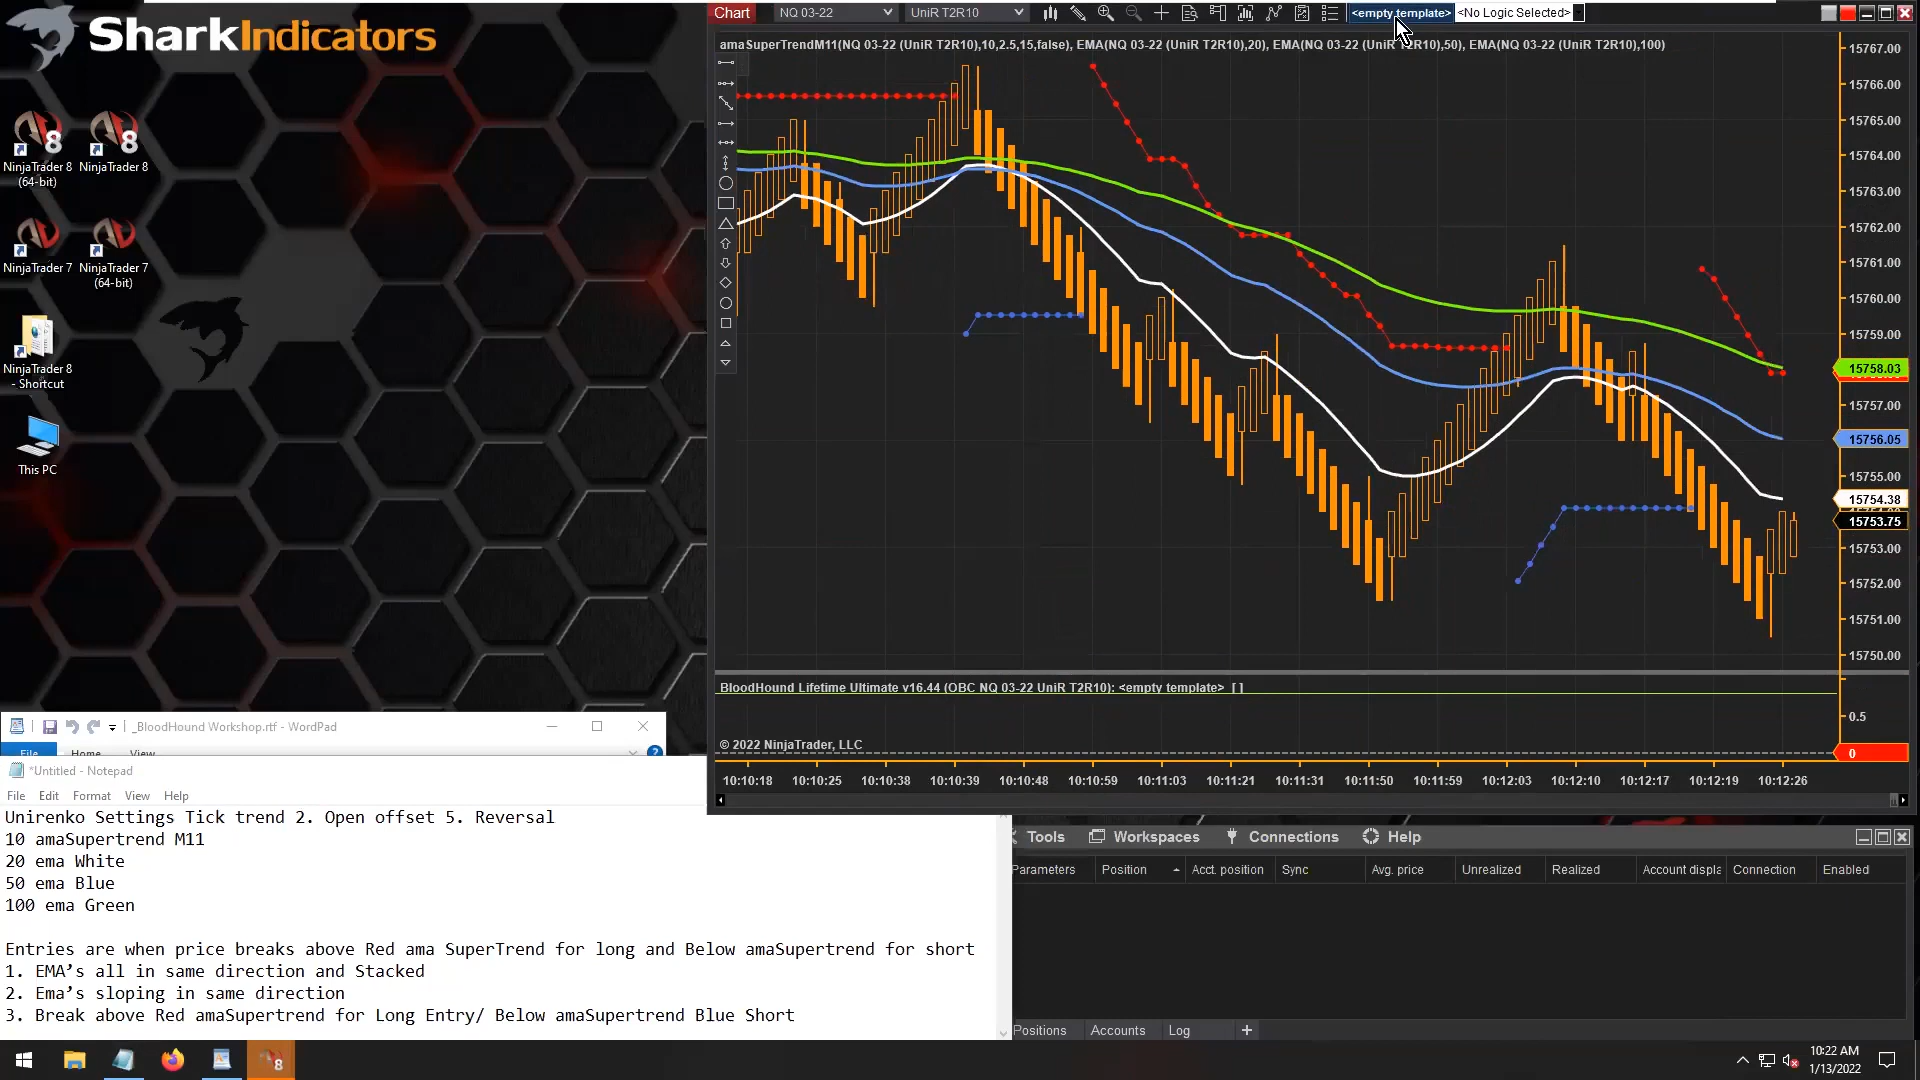 SharkIndicators
NinjaTrader 8
(64-bit)
NinjaTrader 8
NinjaTrader 7
NinjaTrader 7
(64-bit)
NinjaTrader 8
- Shortcut
This PC
Chart
NQ 03-22
UniR T2R10
<empty template>
<No Logic Selected>
amaSuperTrendM11(NQ 03-22 (UniR T2R10),10,2.5,15,false), EMA(NQ 03-22 (UniR T2R10),20), EMA(NQ 03-22 (UniR T2R10),50), EMA(NQ 03-22 (UniR T2R10),100)
15767.00
15766.00
15765.00
15764.00
15763.00
15762.00
15761.00
15760.00
15759.00
15758.03
15757.00
15756.05
15755.00
15754.38
15753.75
15753.00
15752.00
15751.00
15750.00
BloodHound Lifetime Ultimate v16.44 (OBC NQ 03-22 UniR T2R10): <empty template> [ ]
0.5
© 2022 NinjaTrader, LLC
0
10:10:18 10:10:25 10:10:38 10:10:39 10:10:48 10:10:59 10:11:03 10:11:21 10:11:31 10:11:50 10:11:59 10:12:03 10:12:10 10:12:17 10:12:19 10:12:26
_BloodHound Workshop.rtf - WordPad
File Home View
*Untitled - Notepad
File Edit Format View Help
Unirenko Settings Tick trend 2. Open offset 5. Reversal
10 amaSupertrend M11
20 ema White
50 ema Blue
100 ema Green
Entries are when price breaks above Red ama SuperTrend for long and Below amaSupertrend for short
1. EMA’s all in same direction and Stacked
2. Ema’s sloping in same direction
3. Break above Red amaSupertrend for Long Entry/ Below amaSupertrend Blue Short
Tools Workspaces Connections Help
Parameters Position Acct. position Sync Avg. price Unrealized Realized Account displa Connection Enabled
Positions Accounts Log +
10:22 AM
1/13/2022